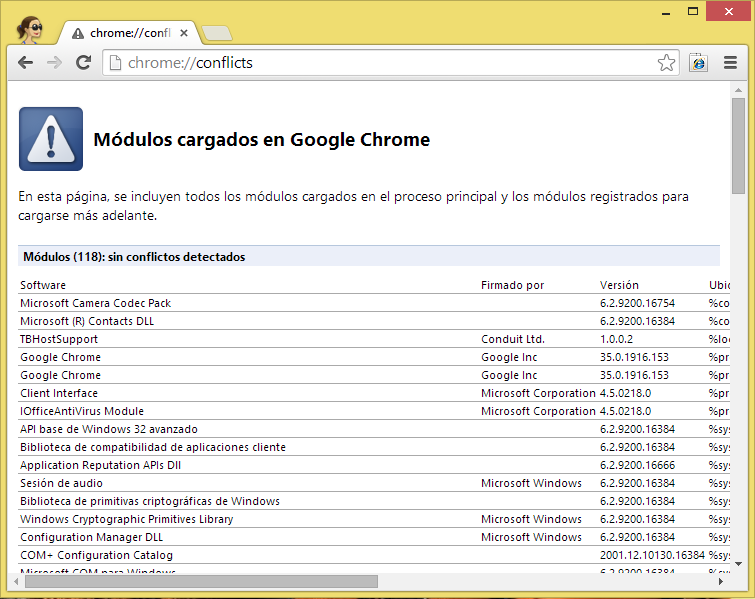 chrome://confl
chrome://conflicts
Módulos cargados en Google Chrome
En esta página, se incluyen todos los módulos cargados en el proceso principal y los módulos registrados para
cargarse más adelante.
Módulos (118): sin conflictos detectados
Software Firmado por Versión Ubic
Microsoft Camera Codec Pack 6.2.9200.16754 %co
Microsoft (R) Contacts DLL 6.2.9200.16384 %co
TBHostSupport Conduit Ltd. 1.0.0.2 %loc
Google Chrome Google Inc 35.0.1916.153 %pr
Google Chrome Google Inc 35.0.1916.153 %pr
Client Interface Microsoft Corporation 4.5.0218.0 %pr
IOfficeAntiVirus Module Microsoft Corporation 4.5.0218.0 %pr
API base de Windows 32 avanzado 6.2.9200.16384 %sys
Biblioteca de compatibilidad de aplicaciones cliente 6.2.9200.16384 %sys
Application Reputation APIs Dll 6.2.9200.16666 %sys
Sesión de audio Microsoft Windows 6.2.9200.16384 %sys
Biblioteca de primitivas criptográficas de Windows 6.2.9200.16384 %sys
Windows Cryptographic Primitives Library Microsoft Windows 6.2.9200.16384 %sys
Configuration Manager DLL Microsoft Windows 6.2.9200.16384 %sys
COM+ Configuration Catalog 2001.12.10130.16384 %sys
Microsoft COM para Windows 6.2.9200.16384 %sys